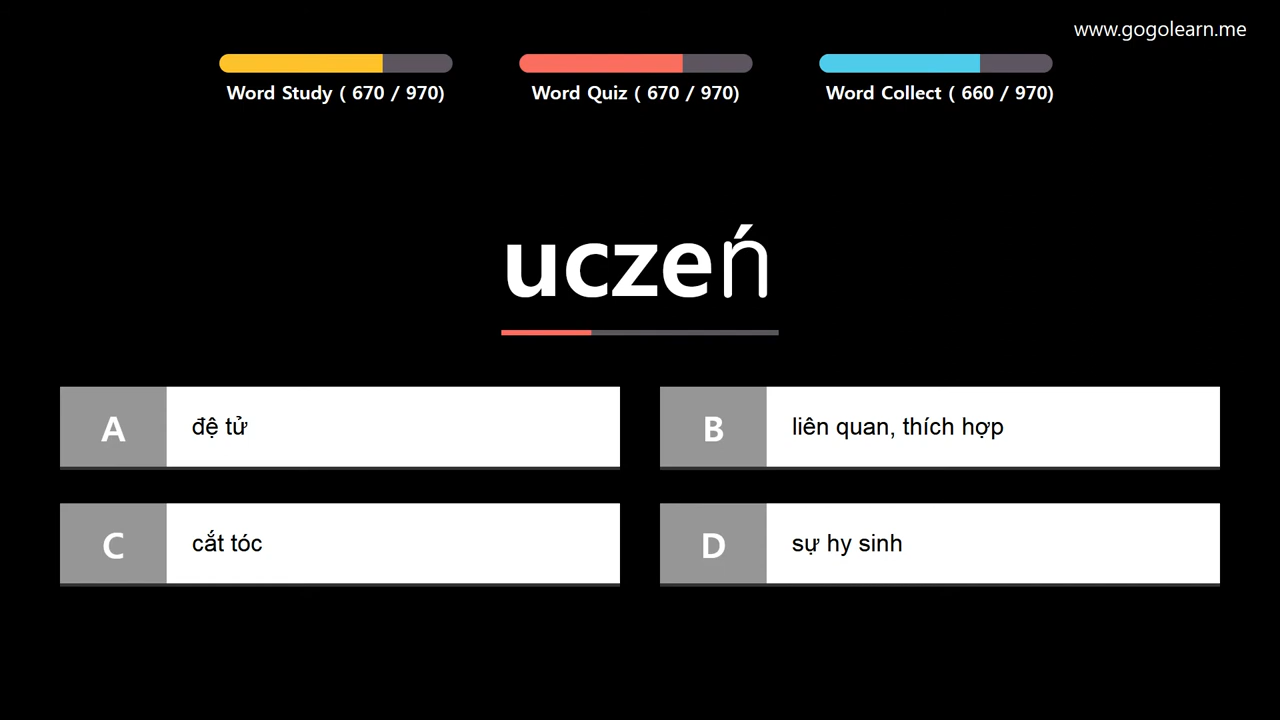 www.gogolearn.me
Word Study ( 670 / 970)
Word Quiz ( 670 / 970)
Word Collect ( 660 / 970)
uczeń
A đệ tử
B liên quan, thích hợp
C cắt tóc
D sự hy sinh